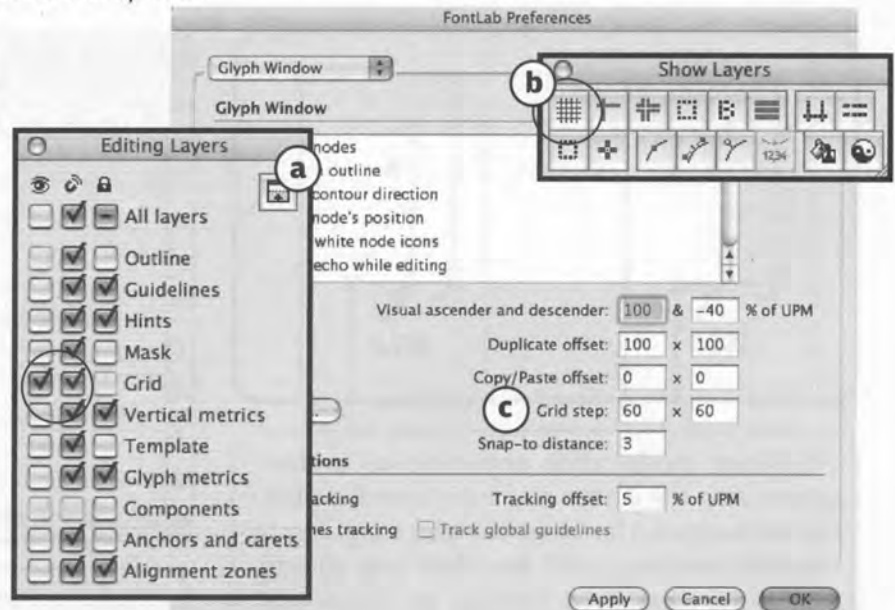 FontLab Preferences
Glyph Window
Glyph Window
nodes
outline
contour direction
node's position
white node icons
echo while editing
Visual ascender and descender: 100 & -40 % of UPM
Duplicate offset: 100 x 100
Copy/Paste offset: 0 x 0
c Grid step: 60 x 60
Snap-to distance: 3
tions
acking Tracking offset: 5 % of UPM
nes tracking Track global guidelines
Apply Cancel OK
b Show Layers
1234
Editing Layers
a
All layers
Outline
Guidelines
Hints
Mask
Grid
Vertical metrics
Template
Glyph metrics
Components
Anchors and carets
Alignment zones